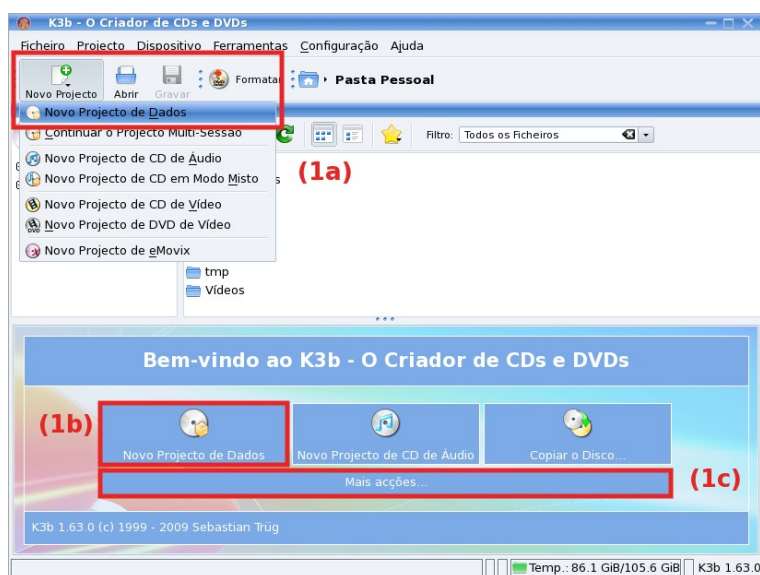 K3b - O Criador de CDs e DVDs
Ficheiro Projecto Dispositivo Ferramentas Configuração Ajuda
Novo Projecto Abrir Gravar Formatar Pasta Pessoal
Novo Projecto de Dados
Continuar o Projecto Multi-Sessão
Filtro: Todos os Ficheiros
Novo Projecto de CD de Áudio
(1a)
Novo Projecto de CD em Modo Misto
Novo Projecto de CD de Vídeo
Novo Projecto de DVD de Vídeo
Novo Projecto de eMovix
tmp
Vídeos
Bem-vindo ao K3b - O Criador de CDs e DVDs
(1b)
Novo Projecto de Dados Novo Projecto de CD de Áudio Copiar o Disco...
Mais acções...
(1c)
K3b 1.63.0 (c) 1999 - 2009 Sebastian Trüg
Temp.: 86.1 GiB/105.6 GiB K3b 1.63.0